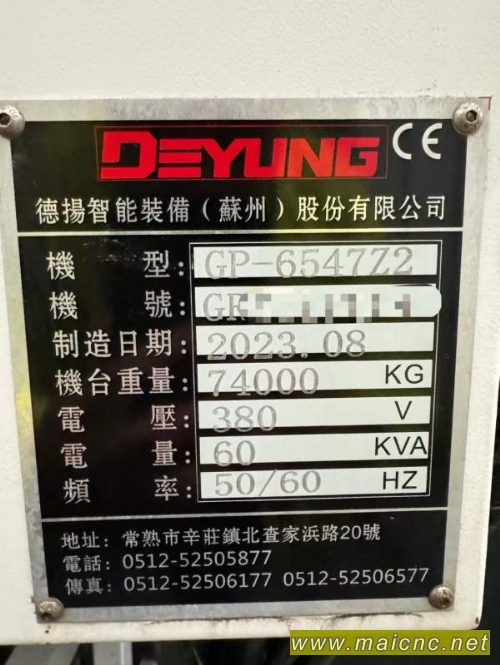 DEYUNG CE
德揚智能裝備（蘇州）股份有限公司
機 型: GP-6547Z2
機 號:
制造日期: 2023.08
機台重量: 74000 KG
電 壓: 380 V
電 量: 60 KVA
頻 率: 50/60 HZ
地址: 常熟市辛莊鎮北查家浜路20號
電話: 0512-52505877
傳真: 0512-52506177 0512-52506577
www.maicnc.net